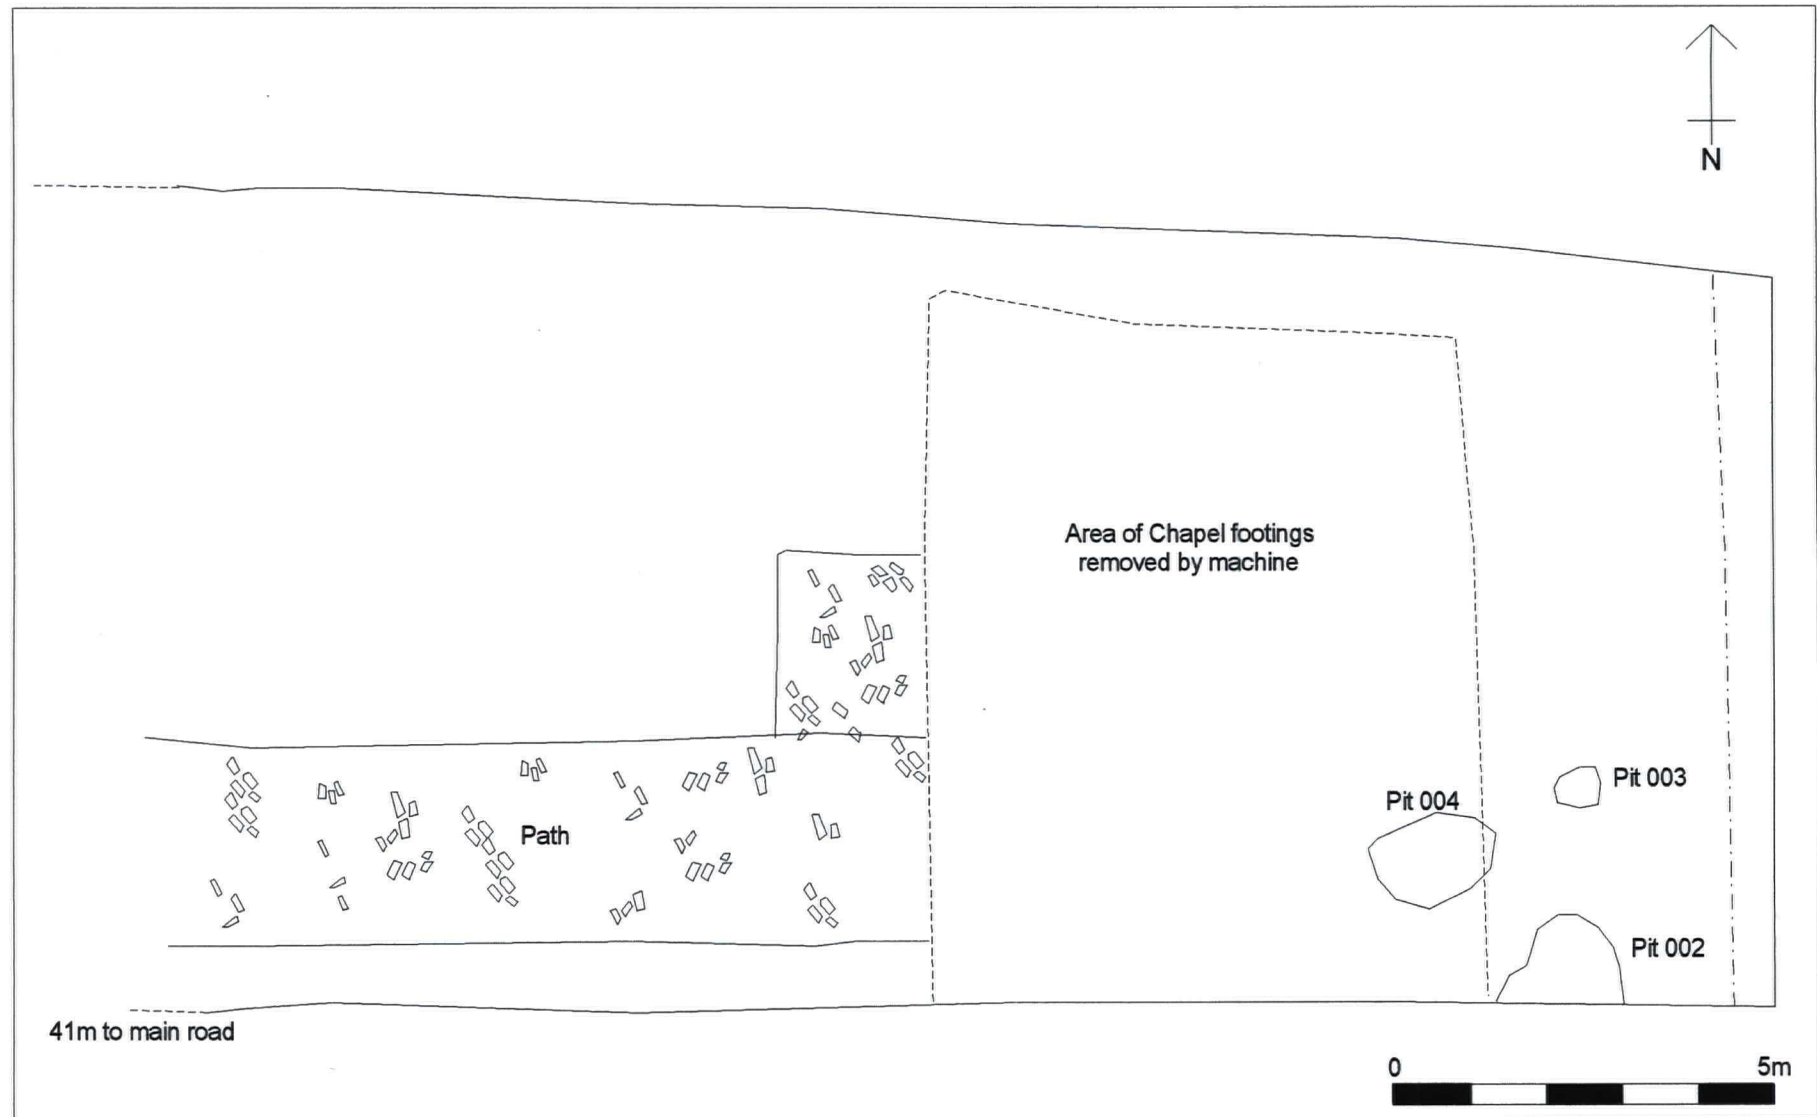 N
Area of Chapel footings
removed by machine
Pit 003
Pit 004
Path
Pit 002
41m to main road
0 5m